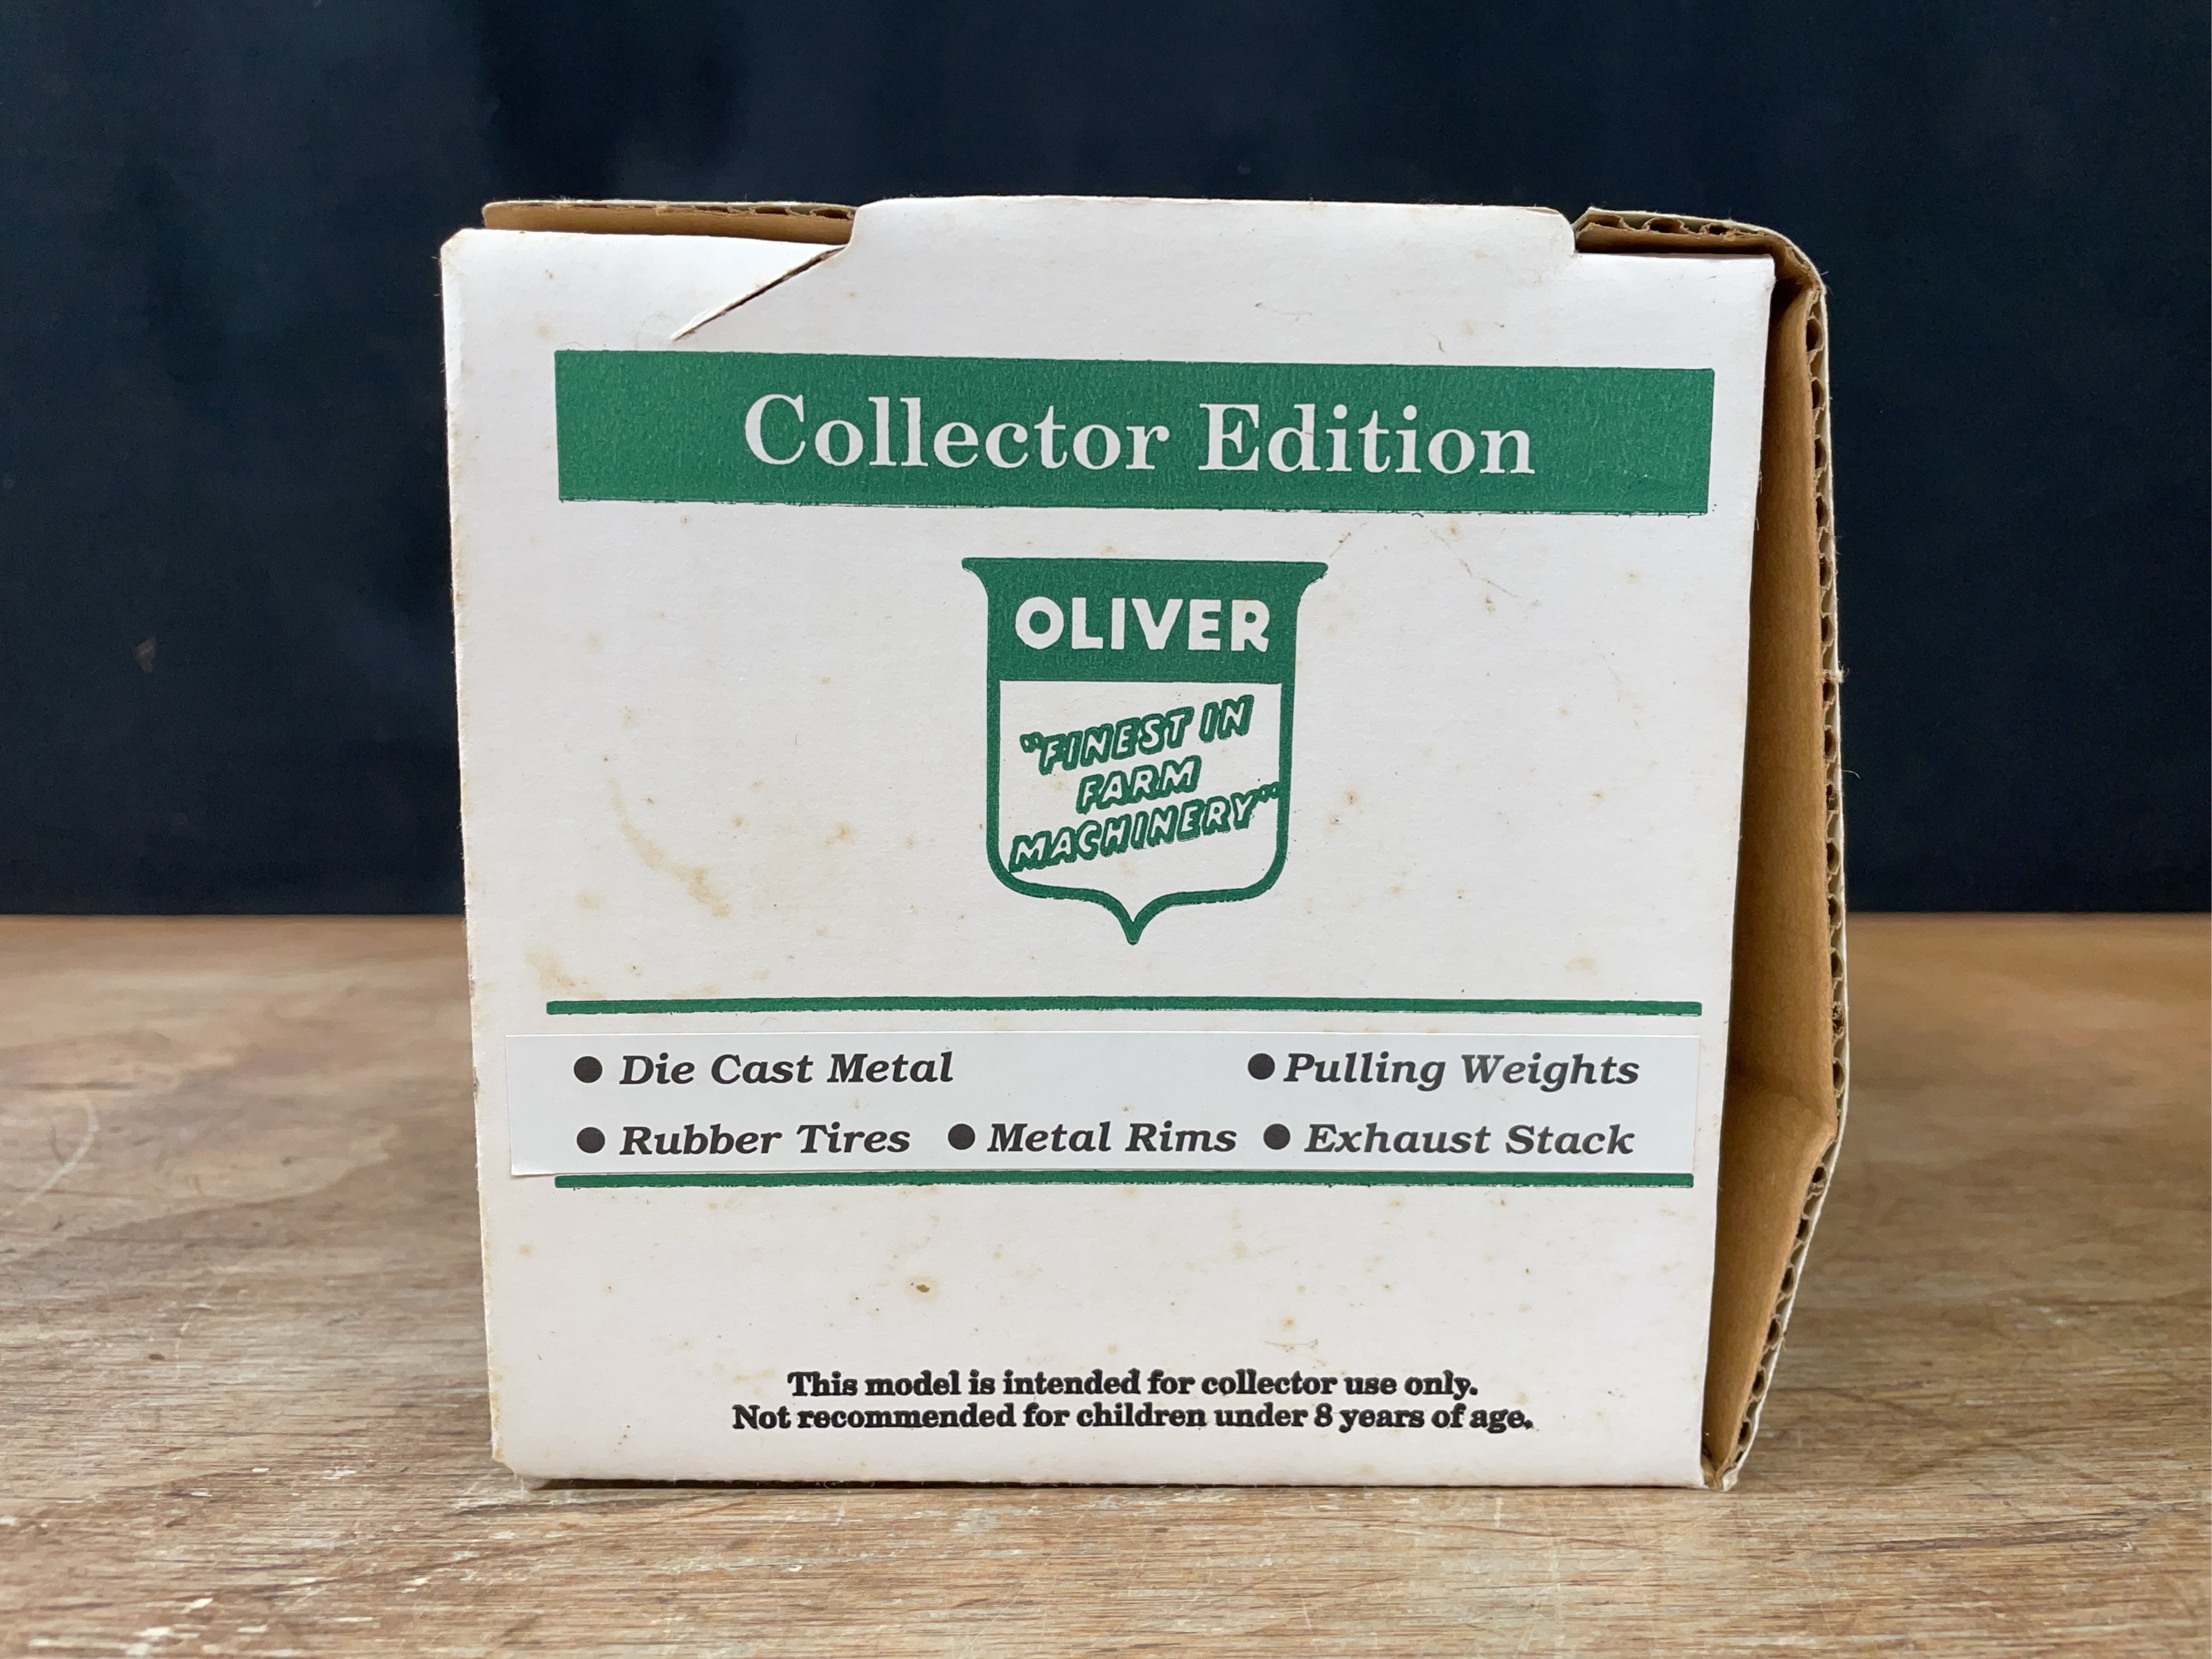 Collector Edition
OLIVER
"FINEST IN
FARM
MACHINERY"
● Die Cast Metal ● Pulling Weights
● Rubber Tires ● Metal Rims ● Exhaust Stack
This model is intended for collector use only.
Not recommended for children under 8 years of age.